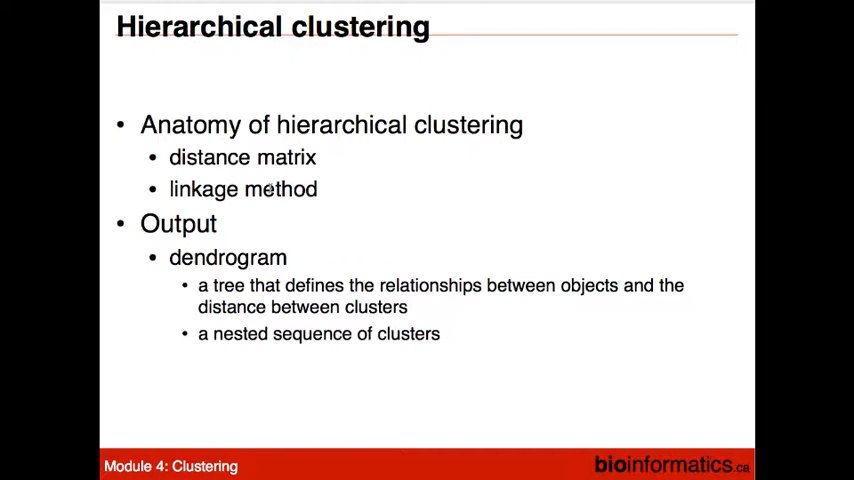 Hierarchical clustering
• Anatomy of hierarchical clustering
• distance matrix
• linkage method
• Output
• dendrogram
• a tree that defines the relationships between objects and the
distance between clusters
• a nested sequence of clusters
Module 4: Clustering
bioinformatics.ca